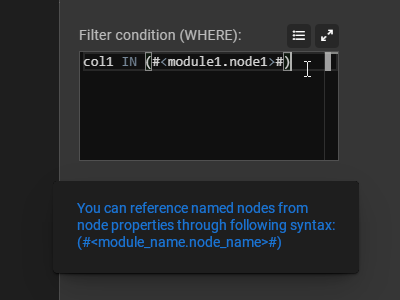 Filter condition (WHERE):
col1 IN (#<module1.node1>#)
You can reference named nodes from
node properties through following syntax:
(#<module_name.node_name>#)